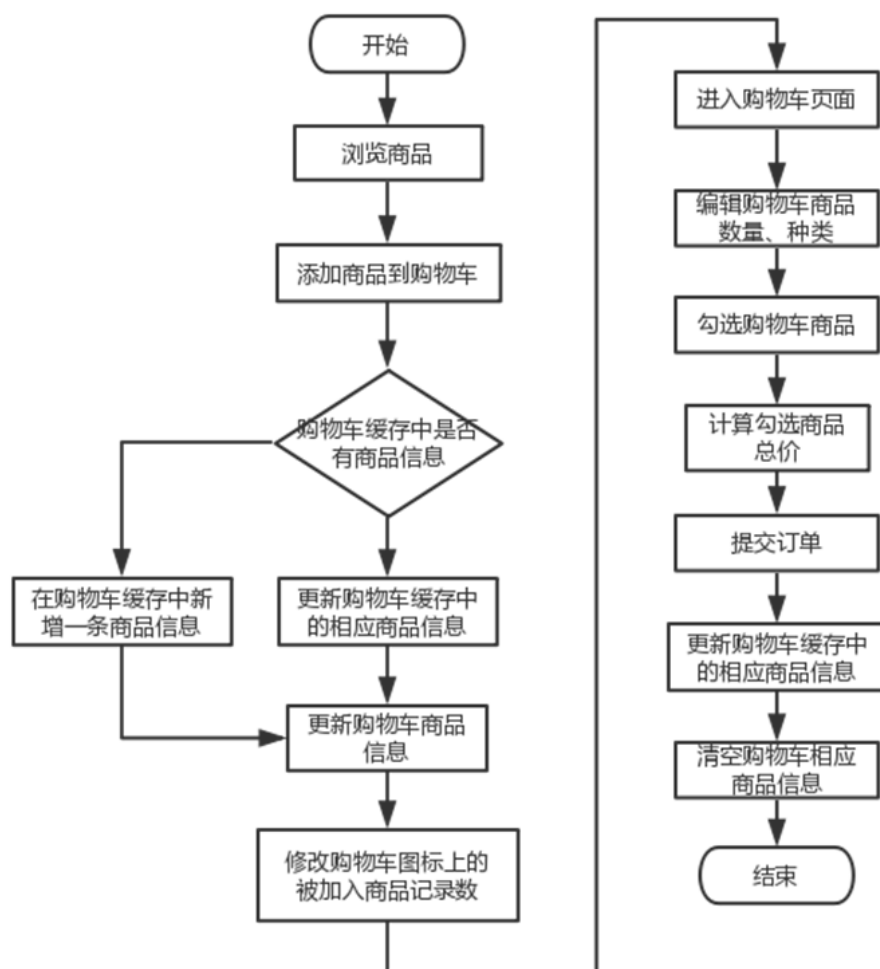 开始
浏览商品
添加商品到购物车
购物车缓存中是否
有商品信息
在购物车缓存中新
增一条商品信息
更新购物车缓存中
的相应商品信息
更新购物车商品
信息
修改购物车图标上的
被加入商品记录数
进入购物车页面
编辑购物车商品
数量、种类
勾选购物车商品
计算勾选商品
总价
提交订单
更新购物车缓存中
的相应商品信息
清空购物车相应
商品信息
结束